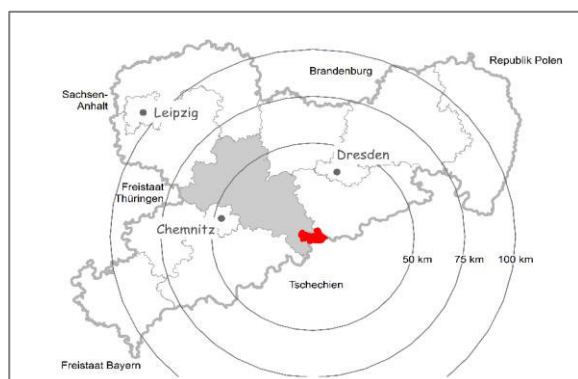 Republik Polen
Brandenburg
Sachsen-
Anhalt
Leipzig
Dresden
Freistaat
Thüringen
Chemnitz
50 km
75 km
100 km
Tschechien
Freistaat Bayern